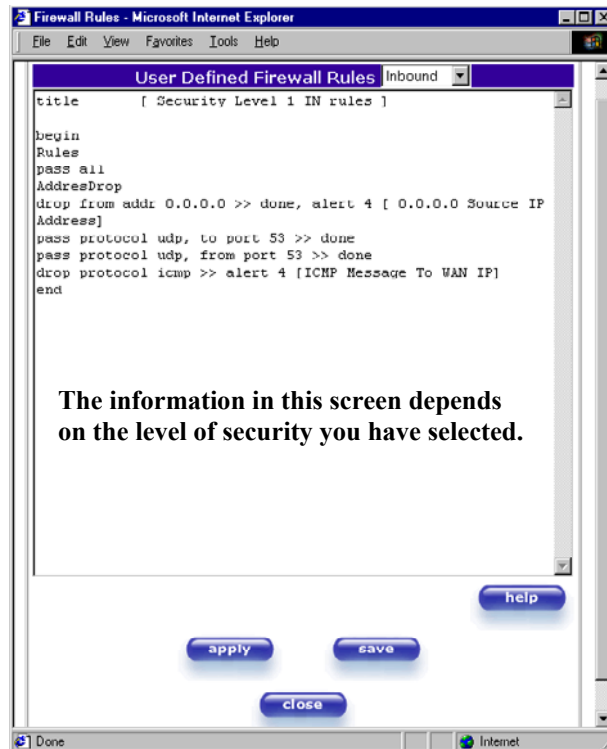 Firewall Rules - Microsoft Internet Explorer
File Edit View Favorites Tools Help
User Defined Firewall Rules Inbound
title [ Security Level 1 IN rules ]
begin
Rules
pass all
AddresDrop
drop from addr 0.0.0.0 >> done, alert 4 [ 0.0.0.0 Source IP
Address]
pass protocol udp, to port 53 >> done
pass protocol udp, from port 53 >> done
drop protocol icmp >> alert 4 [ICMP Message To WAN IP]
end
The information in this screen depends
on the level of security you have selected.
help
apply save
close
Done Internet